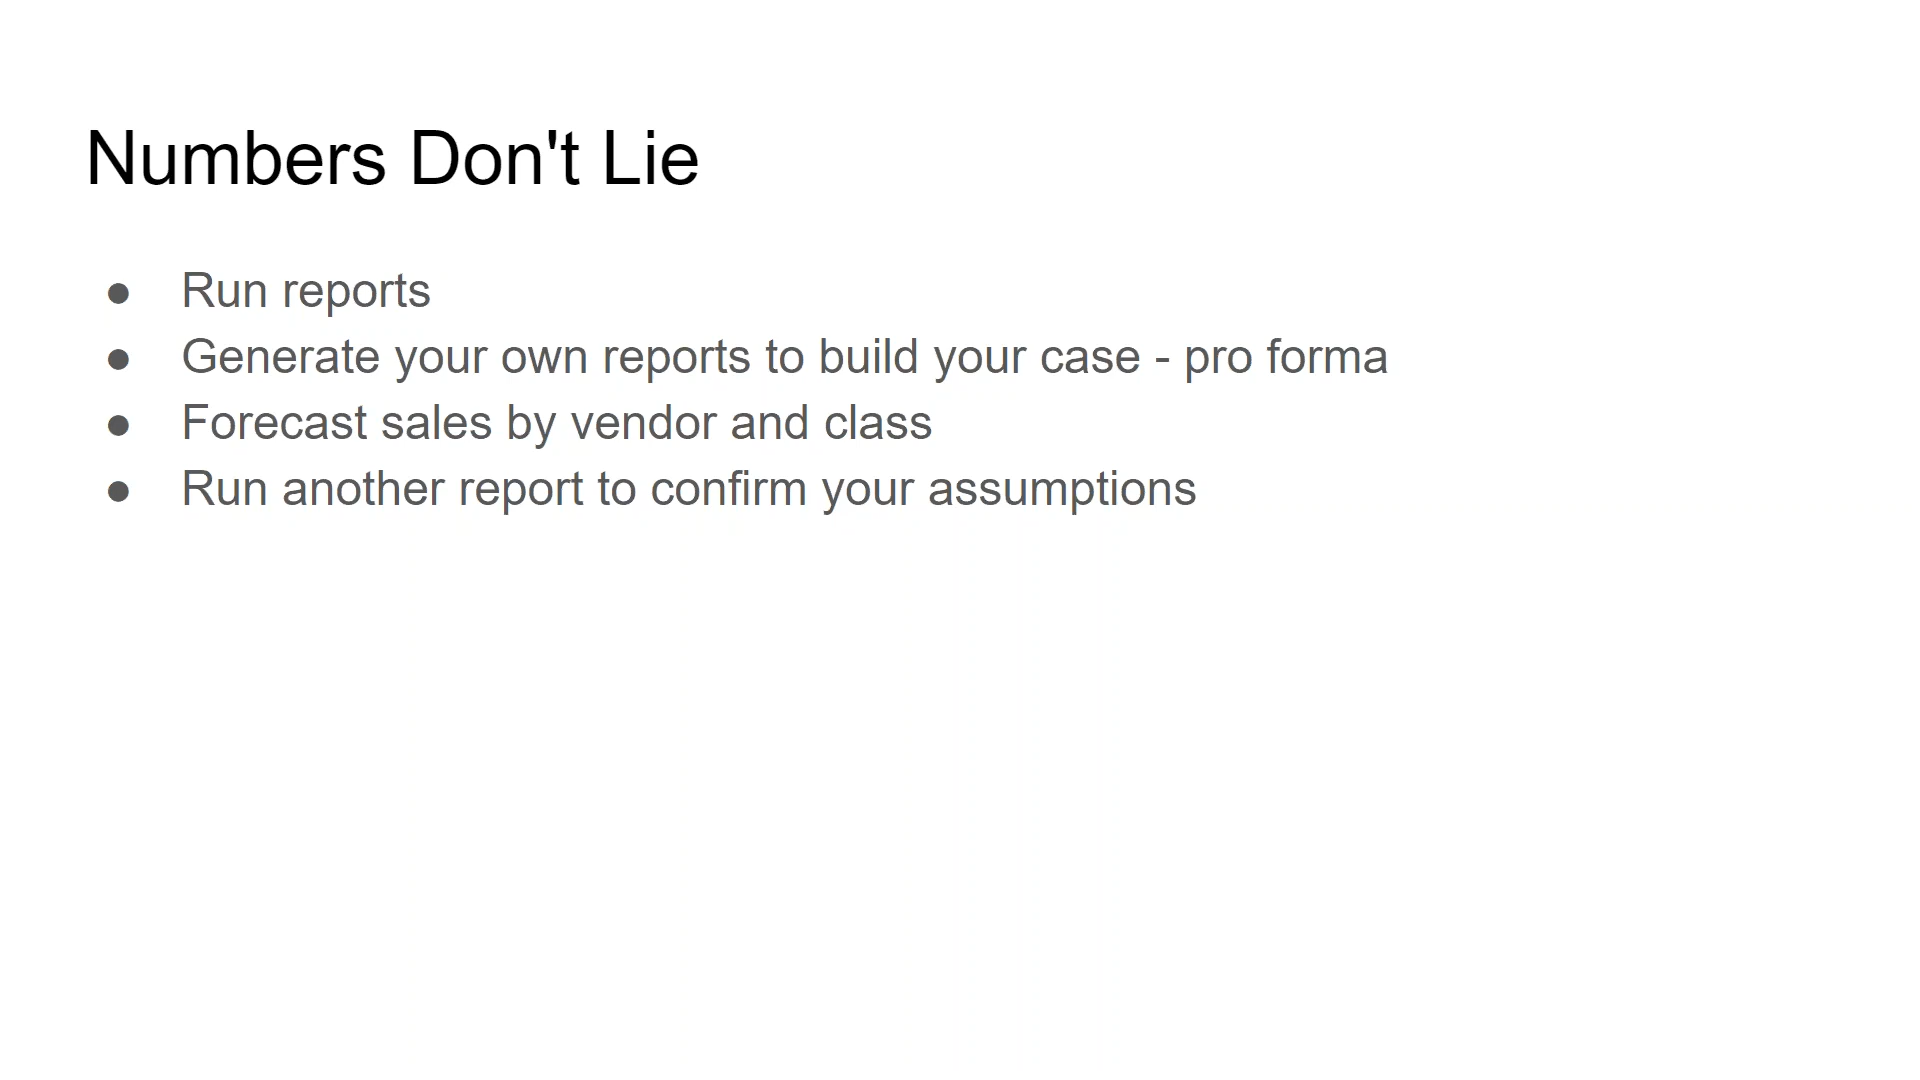 Numbers Don't Lie
● Run reports
● Generate your own reports to build your case - pro forma
● Forecast sales by vendor and class
● Run another report to confirm your assumptions